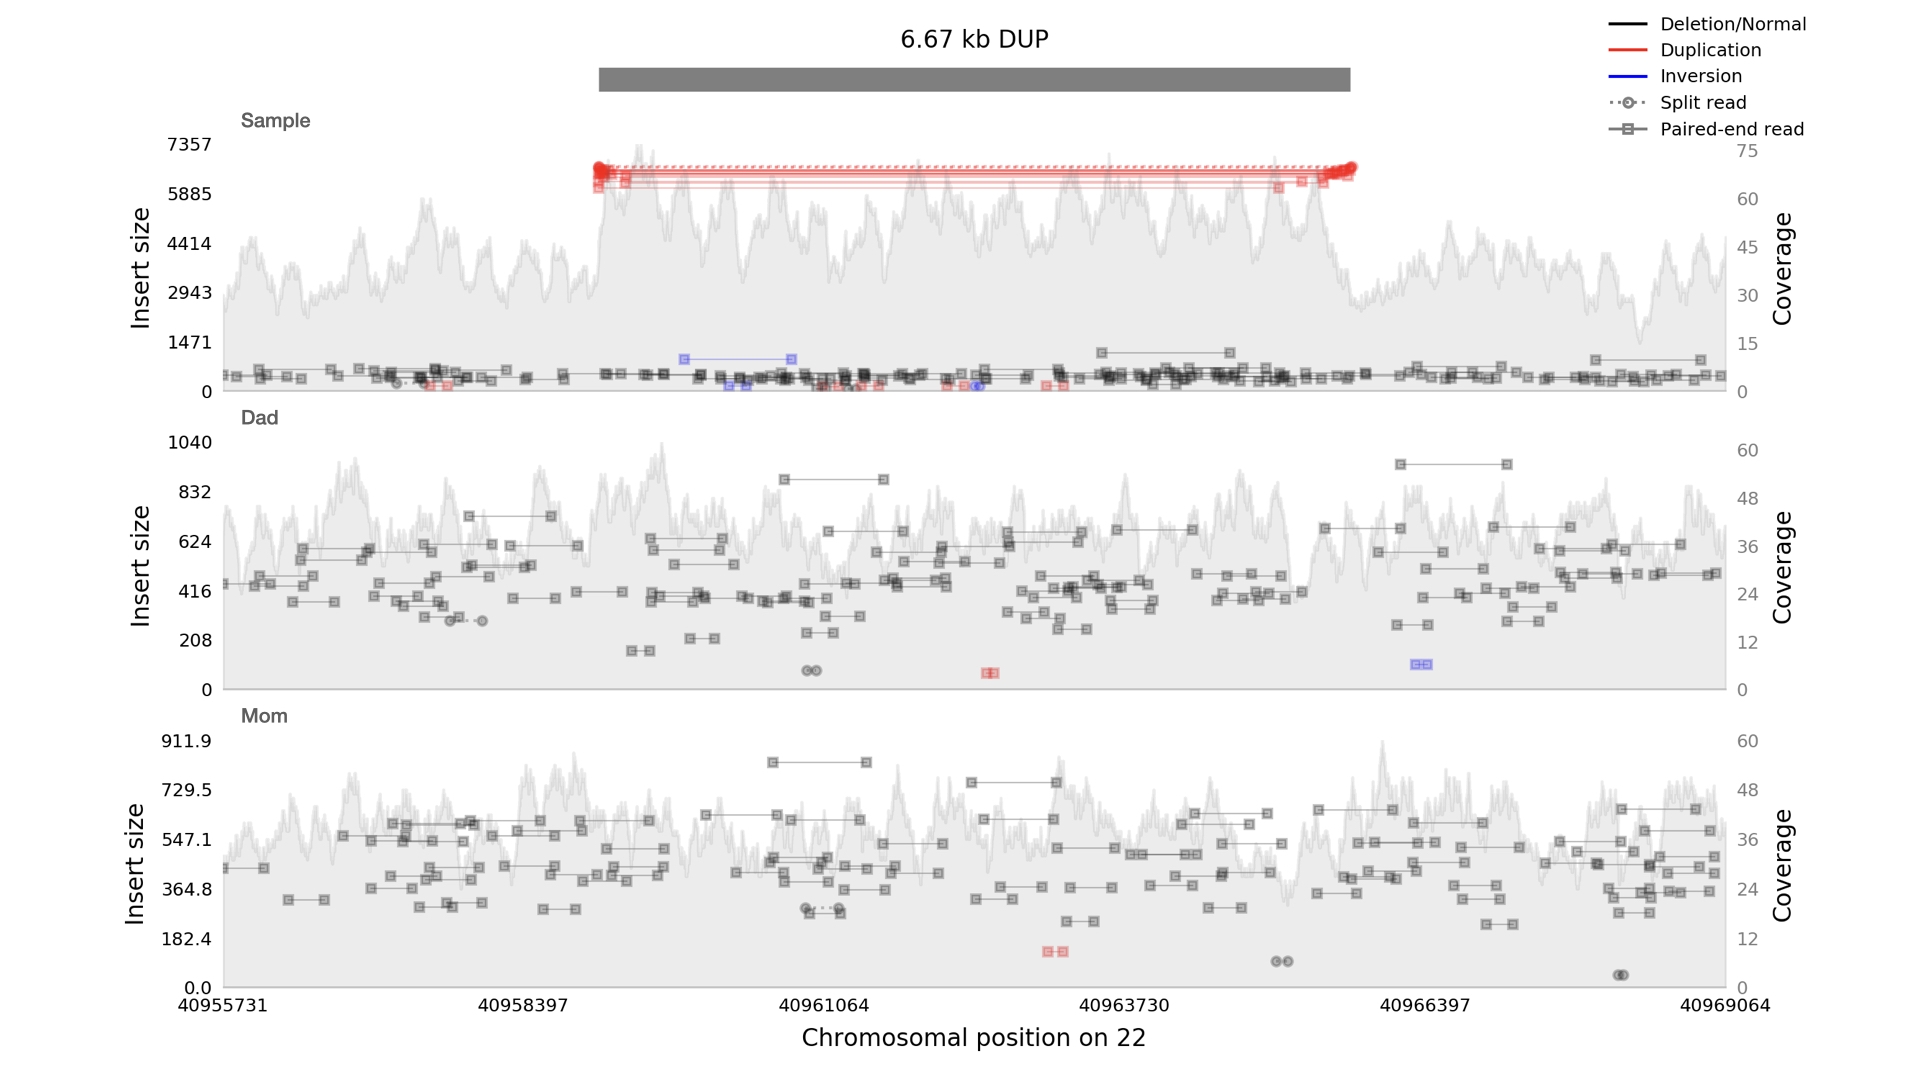 6.67 kb DUP
Deletion/Normal
Duplication
Inversion
Split read
Paired-end read
Sample
7357
5885
4414
2943
1471
0
Insert size
75
60
45
30
15
0
Coverage
Dad
1040
832
624
416
208
0
Insert size
60
48
36
24
12
0
Coverage
Mom
911.9
729.5
547.1
364.8
182.4
0.0
Insert size
60
48
36
24
12
0
Coverage
40955731 40958397 40961064 40963730 40966397 40969064
Chromosomal position on 22